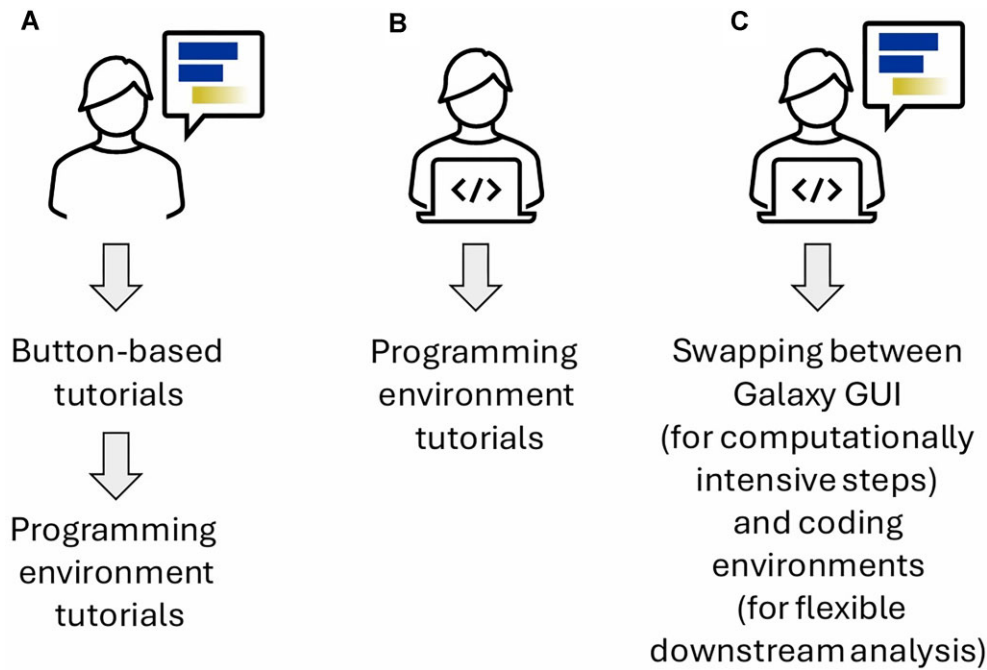 A
Button-based
tutorials
Programming
environment
tutorials
B
</>
Programming
environment
tutorials
C
</>
Swapping between
Galaxy GUI
(for computationally
intensive steps)
and coding
environments
(for flexible
downstream analysis)